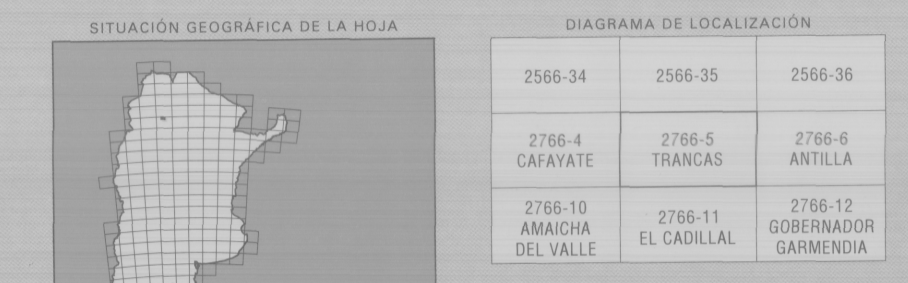 SITUACIÓN GEOGRÁFICA DE LA HOJA
DIAGRAMA DE LOCALIZACIÓN
2566-34
2566-35
2566-36
2766-4
CAFAYATE
2766-5
TRANCAS
2766-6
ANTILLA
2766-10
AMAICHA
DEL VALLE
2766-11
EL CADILLAL
2766-12
GOBERNADOR
GARMENDIA